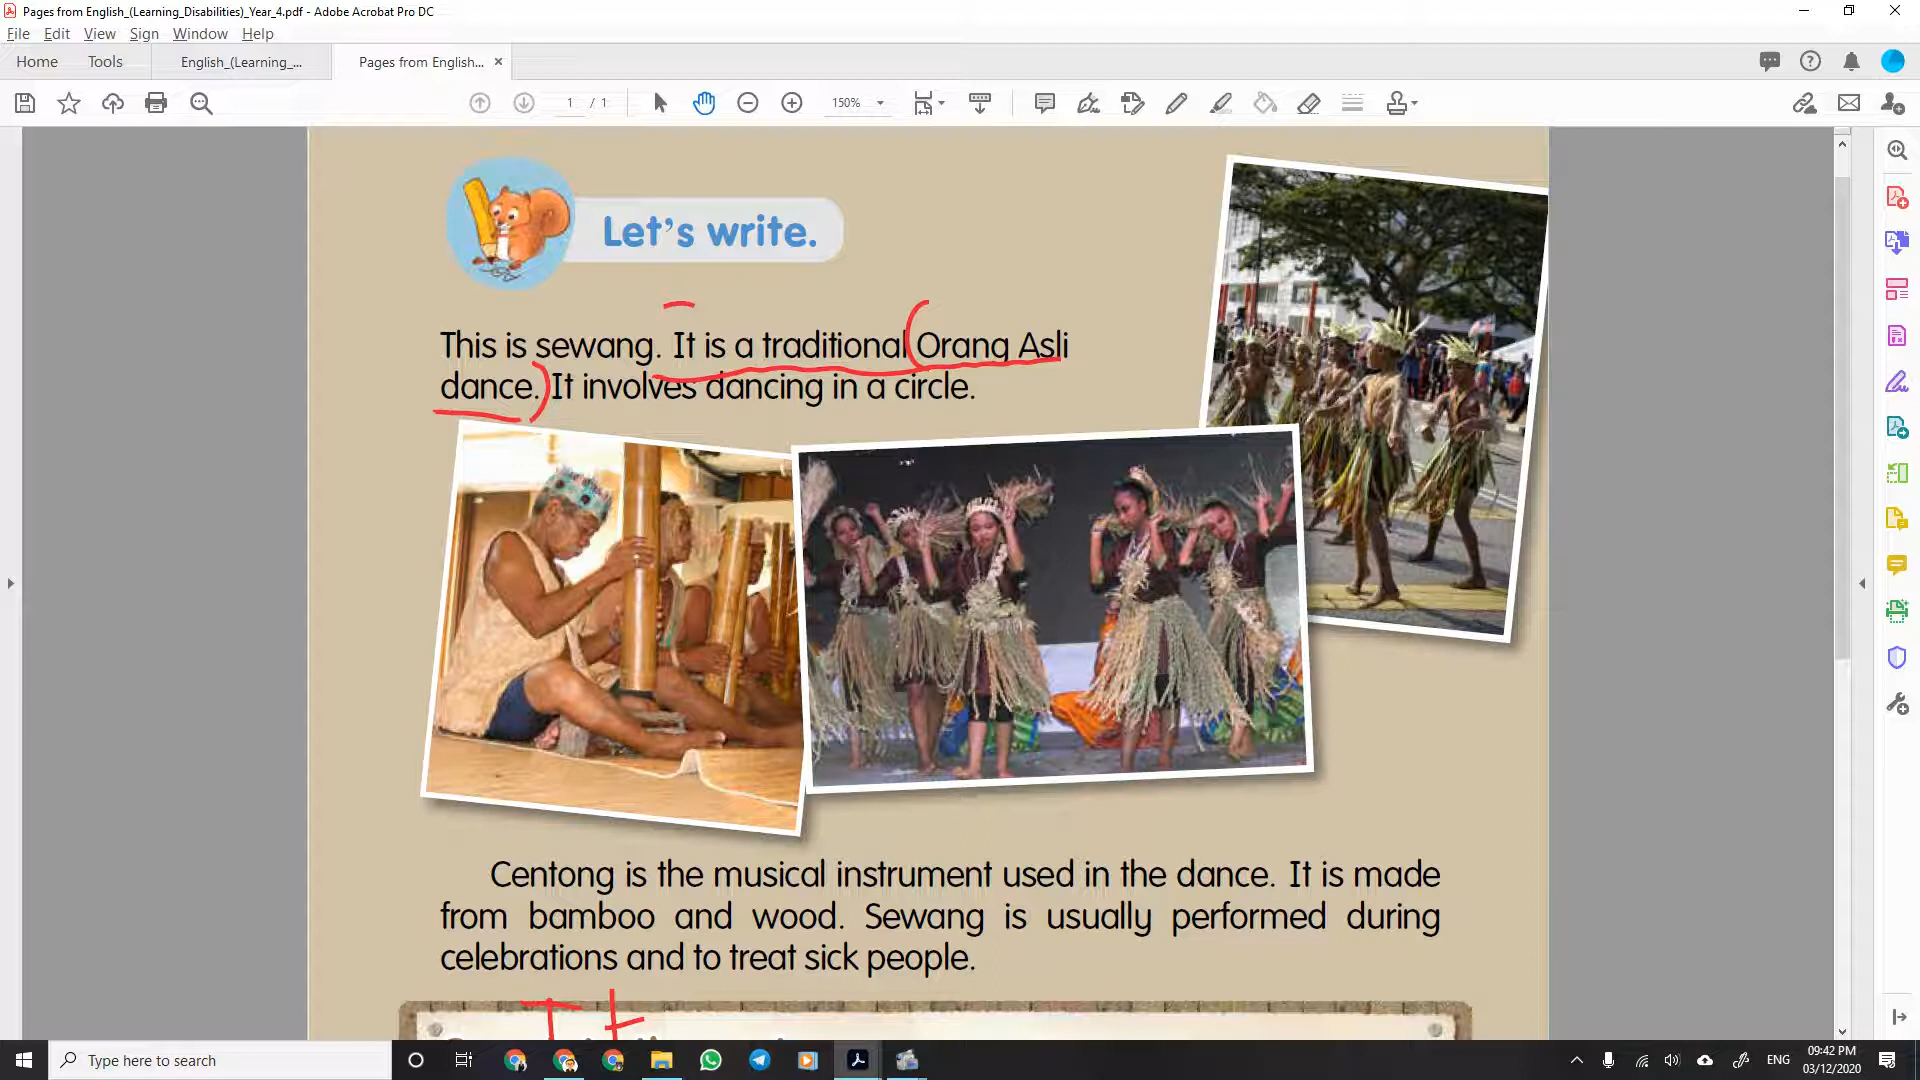 Pages from English_(Learning_Disabilities)_Year_4.pdf - Adobe Acrobat Pro DC
File Edit View Sign Window Help
Home Tools English_(Learning_... Pages from English...
1 / 1 150%
Let's write.
This is sewang. It is a traditional Orang Asli
dance. It involves dancing in a circle.
Centong is the musical instrument used in the dance. It is made
from bamboo and wood. Sewang is usually performed during
celebrations and to treat sick people.
It
Type here to search
ENG
09:42 PM
03/12/2020